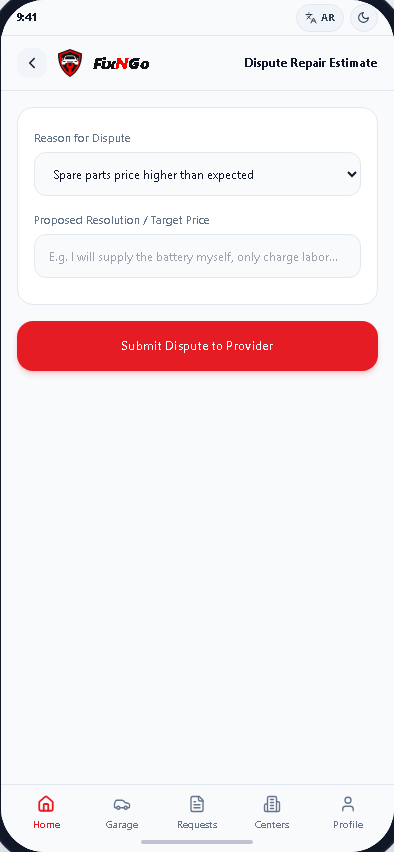 9:41
AR
FixNGo
Dispute Repair Estimate
Reason for Dispute
Spare parts price higher than expected
Proposed Resolution / Target Price
E.g. I will supply the battery myself, only charge labor...
Submit Dispute to Provider
Home
Garage
Requests
Centers
Profile